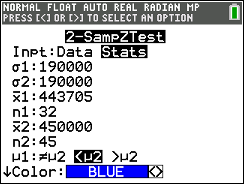 NORMAL FLOAT AUTO REAL RADIAN MP
PRESS [<] OR [>] TO SELECT AN OPTION
2-SampZTest
Inpt:Data Stats
σ1:190000
σ2:190000
x̄1:443705
n1:32
x̄2:450000
n2:45
μ1:≠μ2 <μ2 >μ2
↓Color: BLUE <>